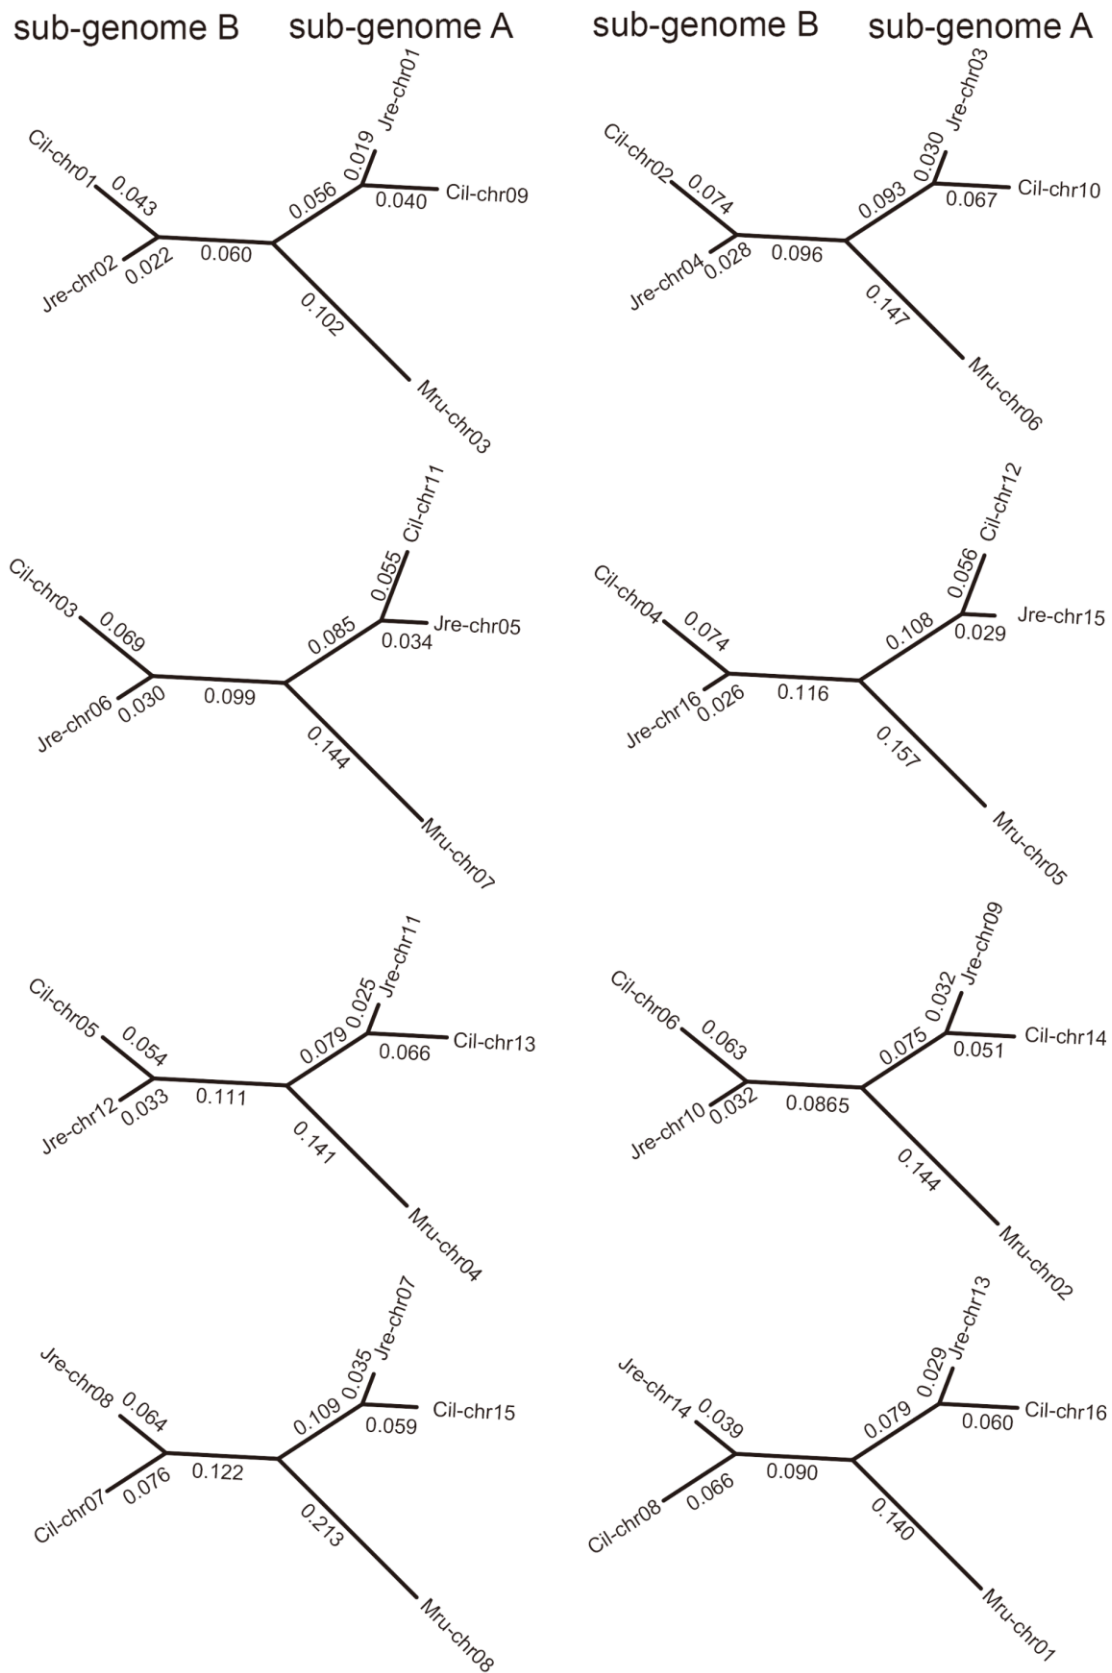 sub-genome B sub-genome A
Cil-chr01
0.043
Jre-chr02
0.022
0.060
0.056
0.019
Jre-chr01
0.040
Cil-chr09
0.102
Mru-chr03
sub-genome B sub-genome A
Cil-chr02
0.074
Jre-chr04
0.028
0.096
0.093
0.030
Jre-chr03
0.067
Cil-chr10
0.147
Mru-chr06
Cil-chr03
0.069
Jre-chr06
0.030
0.099
0.085
0.055
Cil-chr11
0.034
Jre-chr05
0.144
Mru-chr07
Cil-chr04
0.074
Jre-chr16
0.026
0.116
0.108
0.056
Cil-chr12
0.029
Jre-chr15
0.157
Mru-chr05
Cil-chr05
0.054
Jre-chr12
0.033
0.111
0.079
0.025
Jre-chr11
0.066
Cil-chr13
0.141
Mru-chr04
Cil-chr06
0.063
Jre-chr10
0.032
0.0865
0.075
0.032
Jre-chr09
0.051
Cil-chr14
0.144
Mru-chr02
Jre-chr08
0.064
Cil-chr07
0.076
0.122
0.109
0.035
Jre-chr07
0.059
Cil-chr15
0.213
Mru-chr08
Jre-chr14
0.039
Cil-chr08
0.066
0.090
0.079
0.029
Jre-chr13
0.060
Cil-chr16
0.140
Mru-chr01